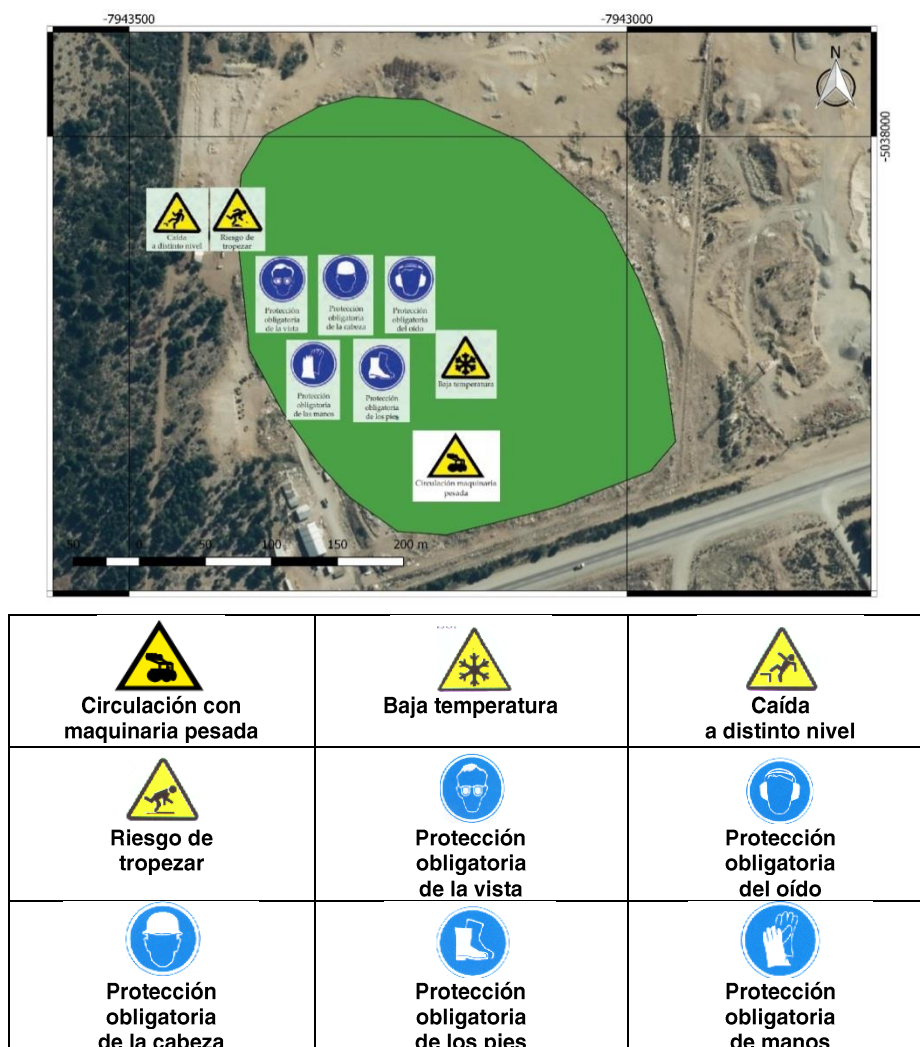 -7943500
-7943000
N
-5038000
Caída
a distinto nivel
Riesgo de
tropezar
Protección
obligatoria
de la vista
Protección
obligatoria
de la cabeza
Protección
obligatoria
del oído
Protección
obligatoria
de las manos
Protección
obligatoria
de los pies
Baja temperatura
Circulación maquinaria
pesada
50 0 50 100 150 200 m
Circulación con
maquinaria pesada
Baja temperatura
Caída
a distinto nivel
Riesgo de
tropezar
Protección
obligatoria
de la vista
Protección
obligatoria
del oído
Protección
obligatoria
de la cabeza
Protección
obligatoria
de los pies
Protección
obligatoria
de manos